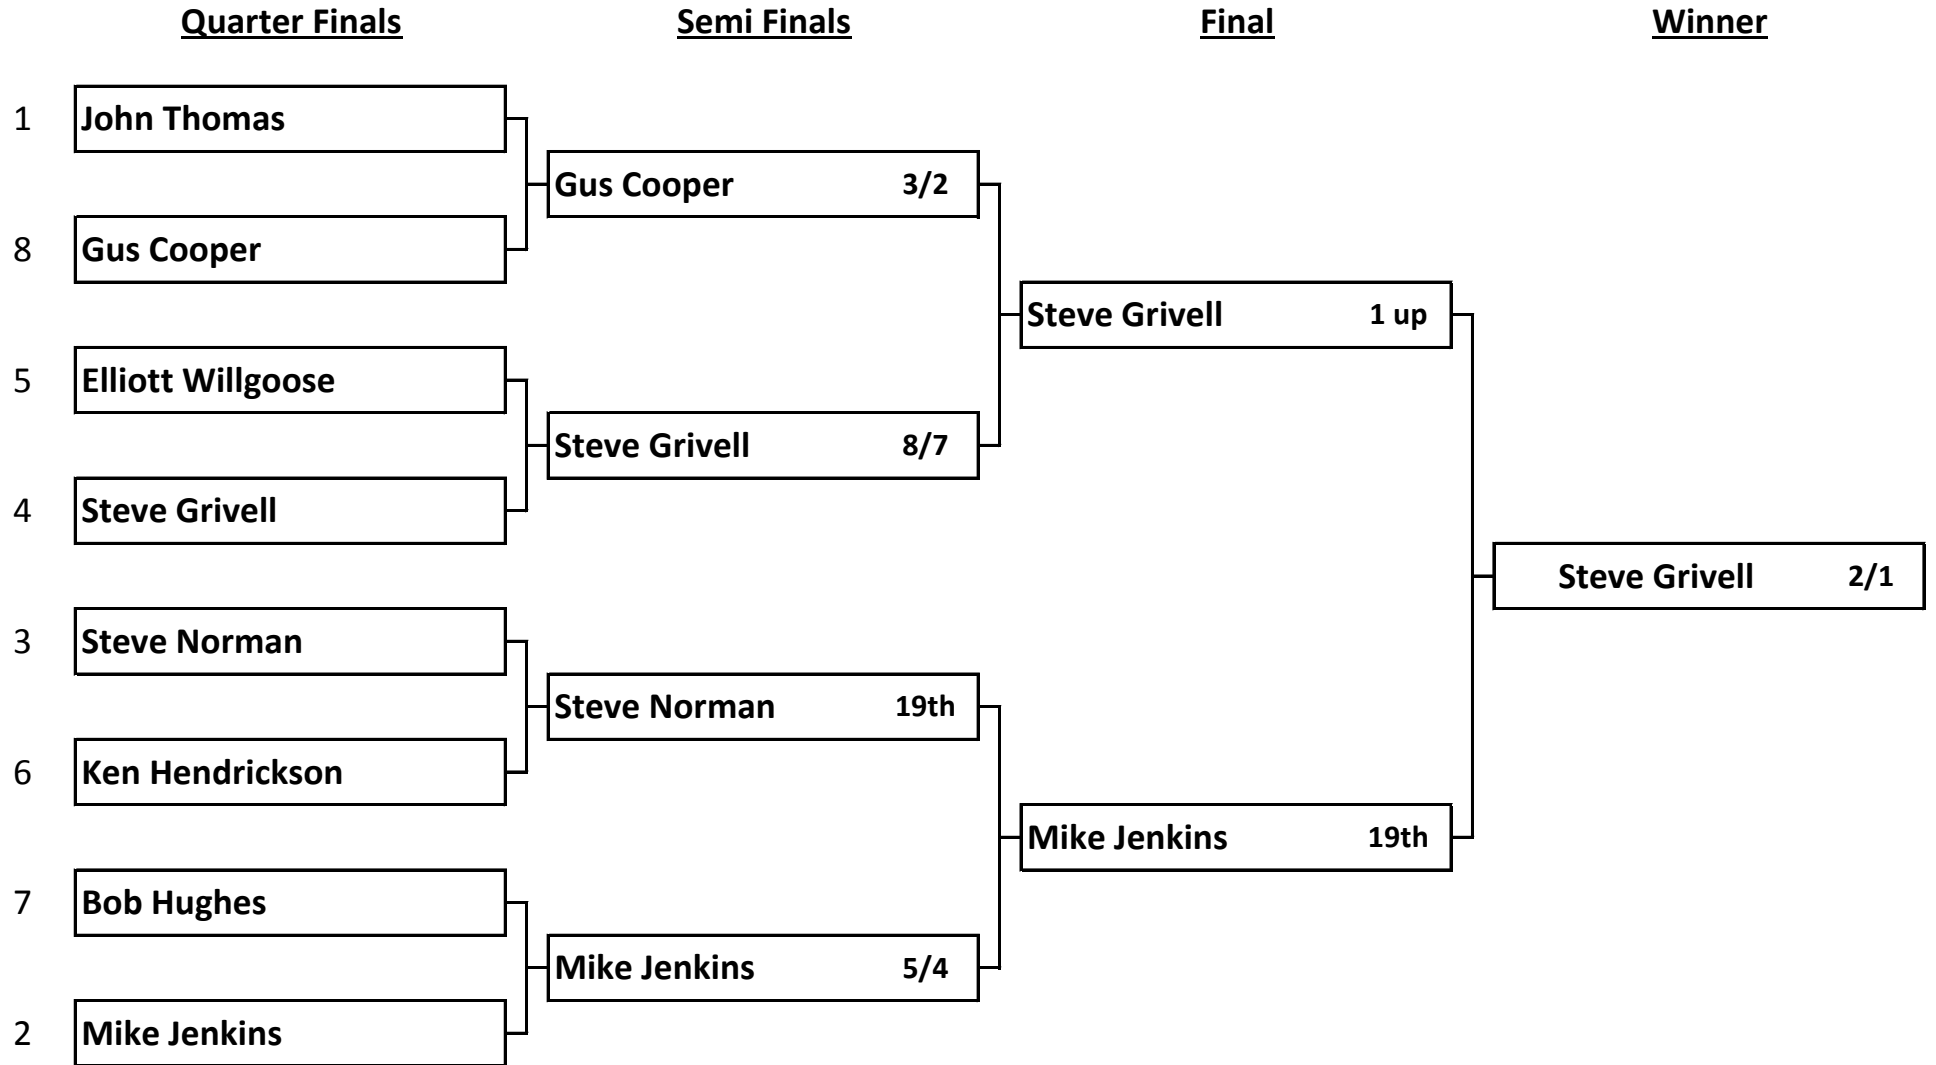 Quarter Finals Semi Finals Final Winner
1 John Thomas
Gus Cooper 3/2
8 Gus Cooper
Steve Grivell 1 up
5 Elliott Willgoose
Steve Grivell 8/7
4 Steve Grivell
Steve Grivell 2/1
3 Steve Norman
Steve Norman 19th
6 Ken Hendrickson
Mike Jenkins 19th
7 Bob Hughes
Mike Jenkins 5/4
2 Mike Jenkins